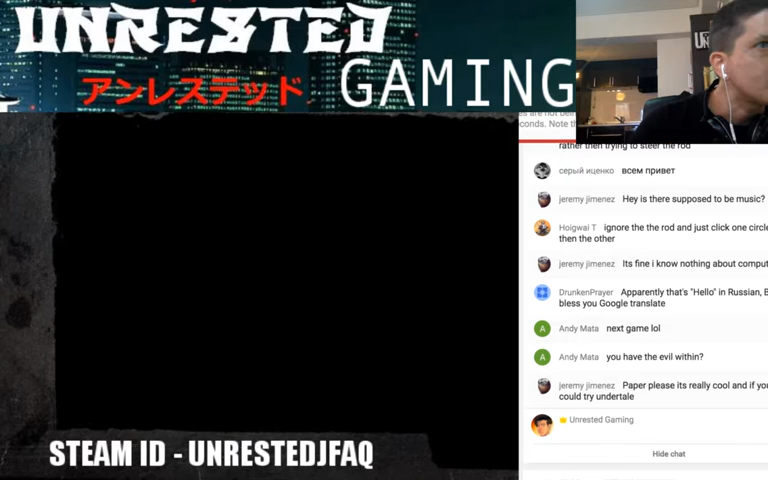 UNRESTED
アンレステッド
GAMING
conds. Note th
rather then trying to steer the rod
серый иценко всем привет
jeremy jimenez Hey is there supposed to be music?
Hoigwai T ignore the the rod and just click one circle
then the other
jeremy jimenez Its fine i know nothing about comput
DrunkenPrayer Apparently that's "Hello" in Russian, B
bless you Google translate
A Andy Mata next game lol
A Andy Mata you have the evil within?
jeremy jimenez Paper please its really cool and if you
could try undertale
Unrested Gaming
Hide chat
STEAM ID - UNRESTEDJFAQ